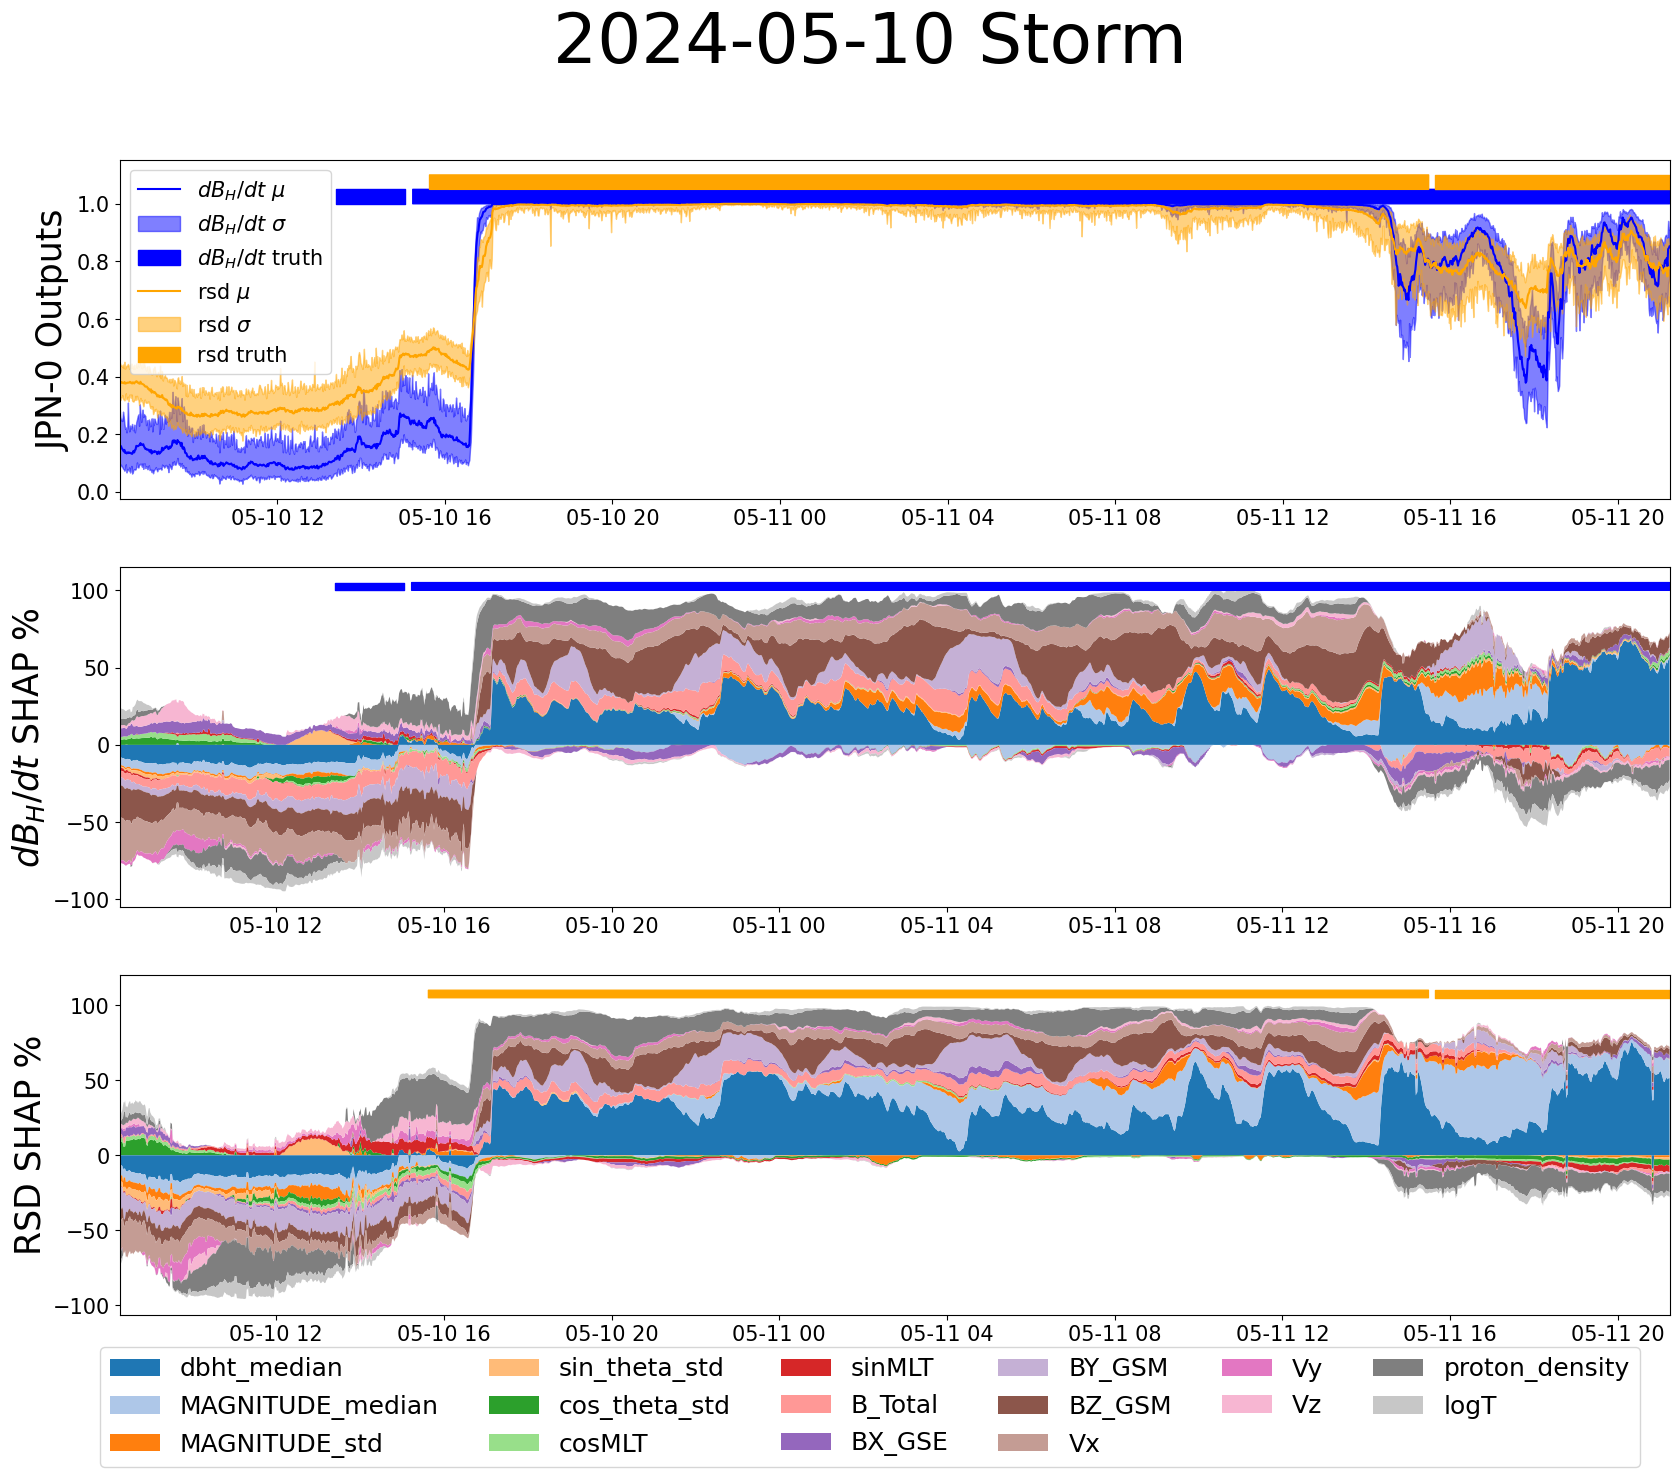 2024-05-10 Storm
JPN-0 Outputs
1.0
0.8
0.6
0.4
0.2
0.0
dB_H/dt μ
dB_H/dt σ
dB_H/dt truth
rsd μ
rsd σ
rsd truth
05-10 12 05-10 16 05-10 20 05-11 00 05-11 04 05-11 08 05-11 12 05-11 16 05-11 20
dB_H/dt SHAP %
100
50
0
−50
−100
05-10 12 05-10 16 05-10 20 05-11 00 05-11 04 05-11 08 05-11 12 05-11 16 05-11 20
RSD SHAP %
100
50
0
−50
−100
05-10 12 05-10 16 05-10 20 05-11 00 05-11 04 05-11 08 05-11 12 05-11 16 05-11 20
dbht_median sin_theta_std sinMLT BY_GSM Vy proton_density
MAGNITUDE_median cos_theta_std B_Total BZ_GSM Vz logT
MAGNITUDE_std cosMLT BX_GSE Vx